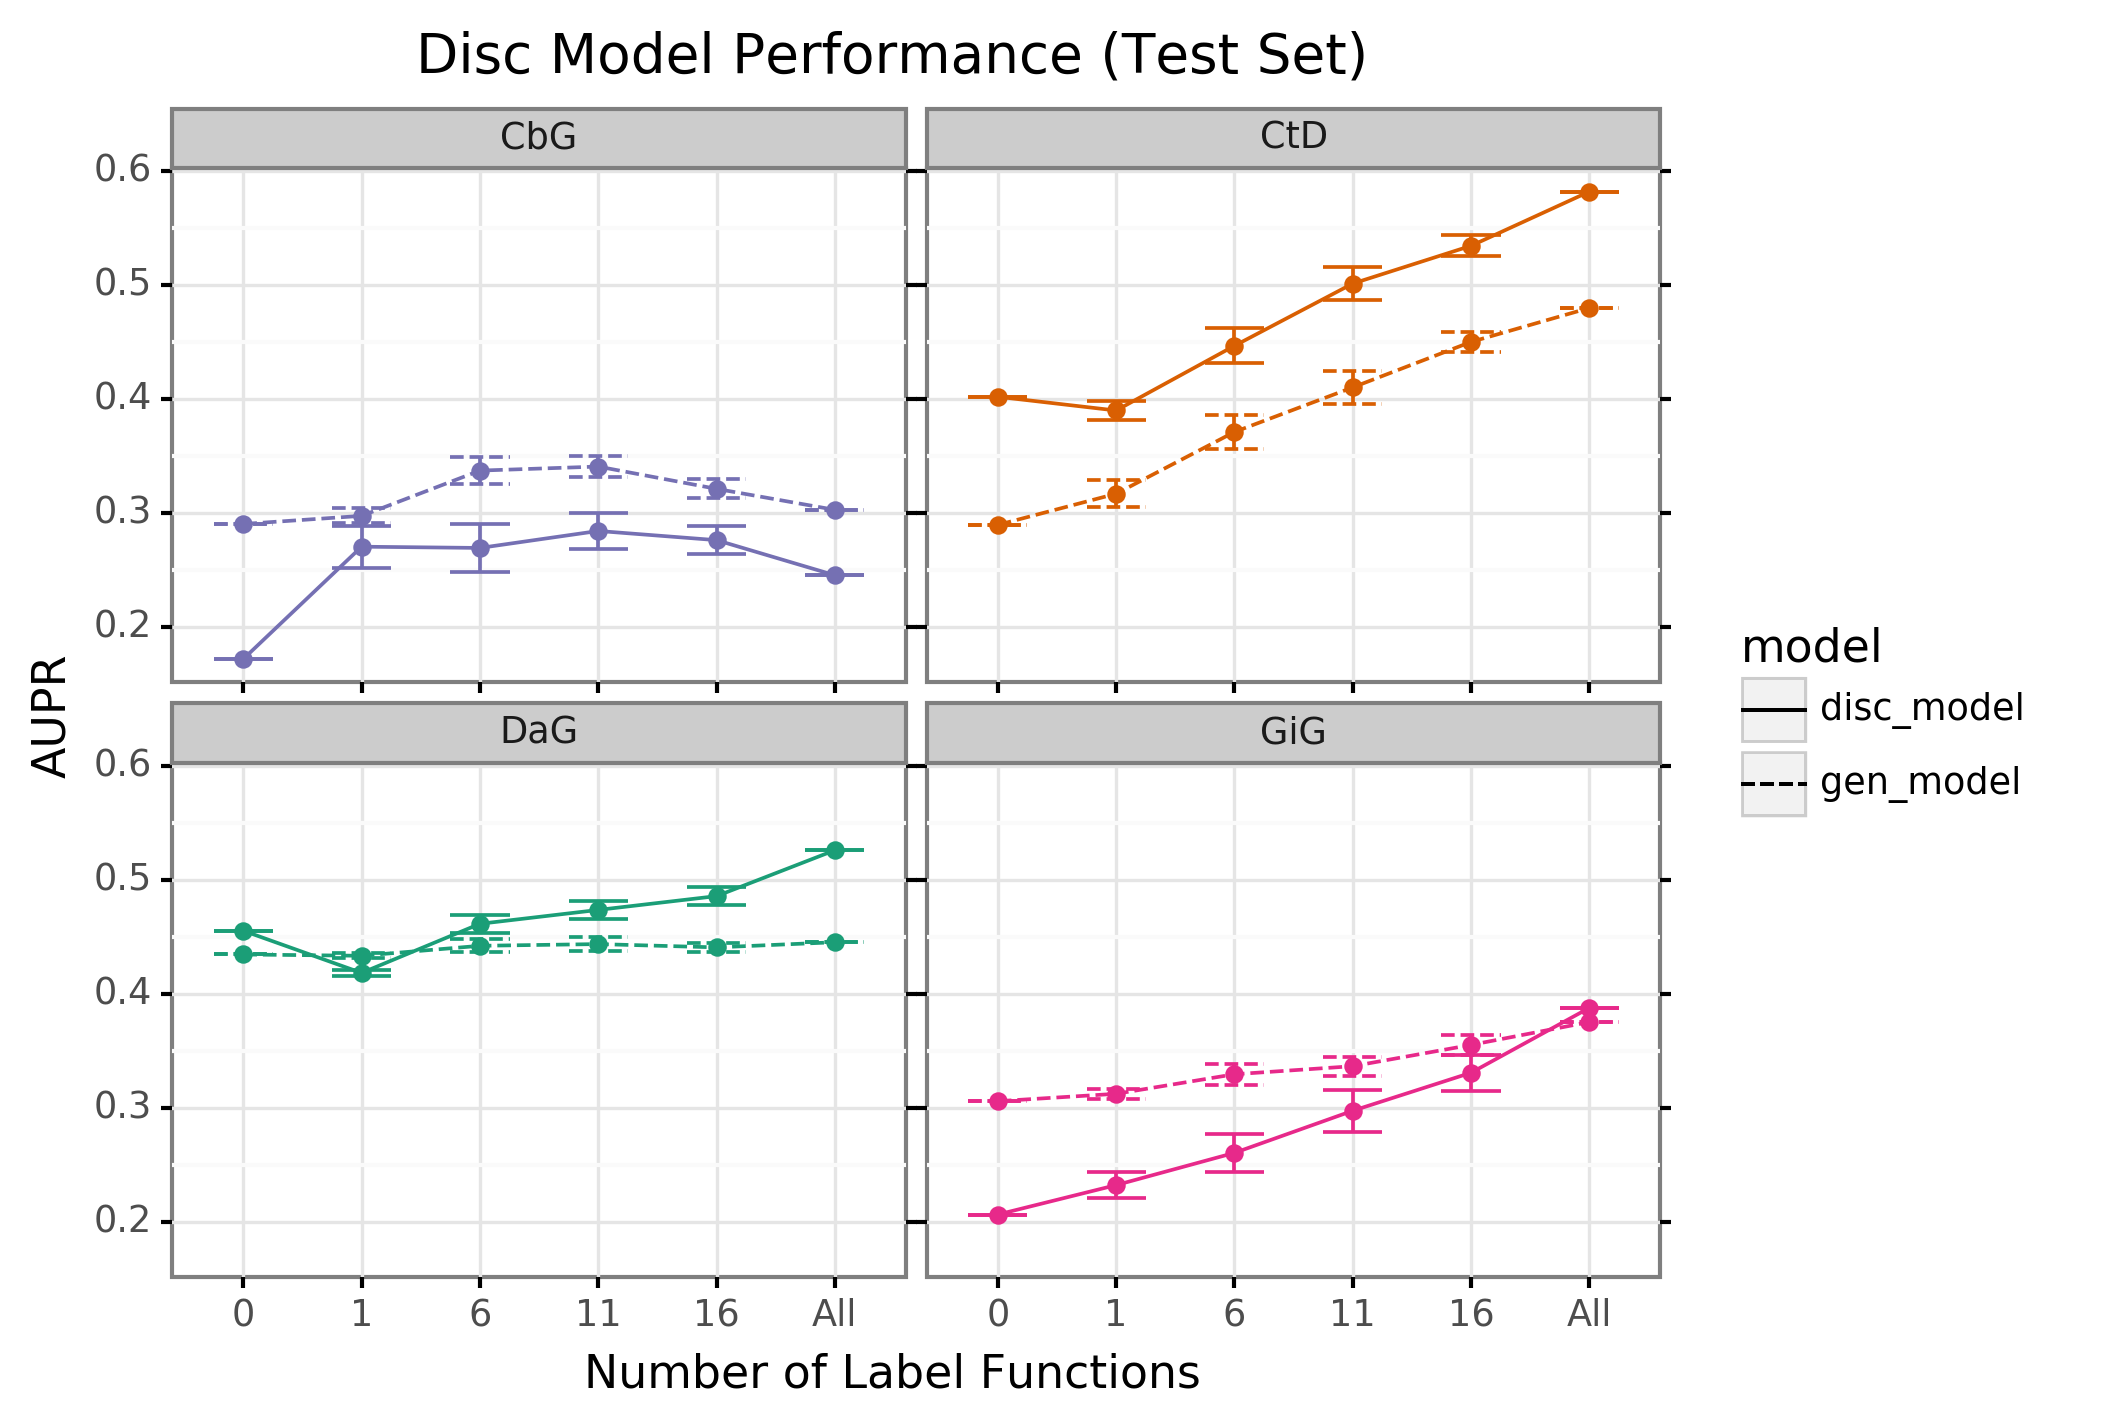 Disc Model Performance (Test Set)
CbG
CtD
0.6
0.5
0.4
0.3
0.2
AUPR
DaG
GiG
0.6
0.5
0.4
0.3
0.2
0 1 6 11 16 All
0 1 6 11 16 All
Number of Label Functions
model
disc_model
gen_model